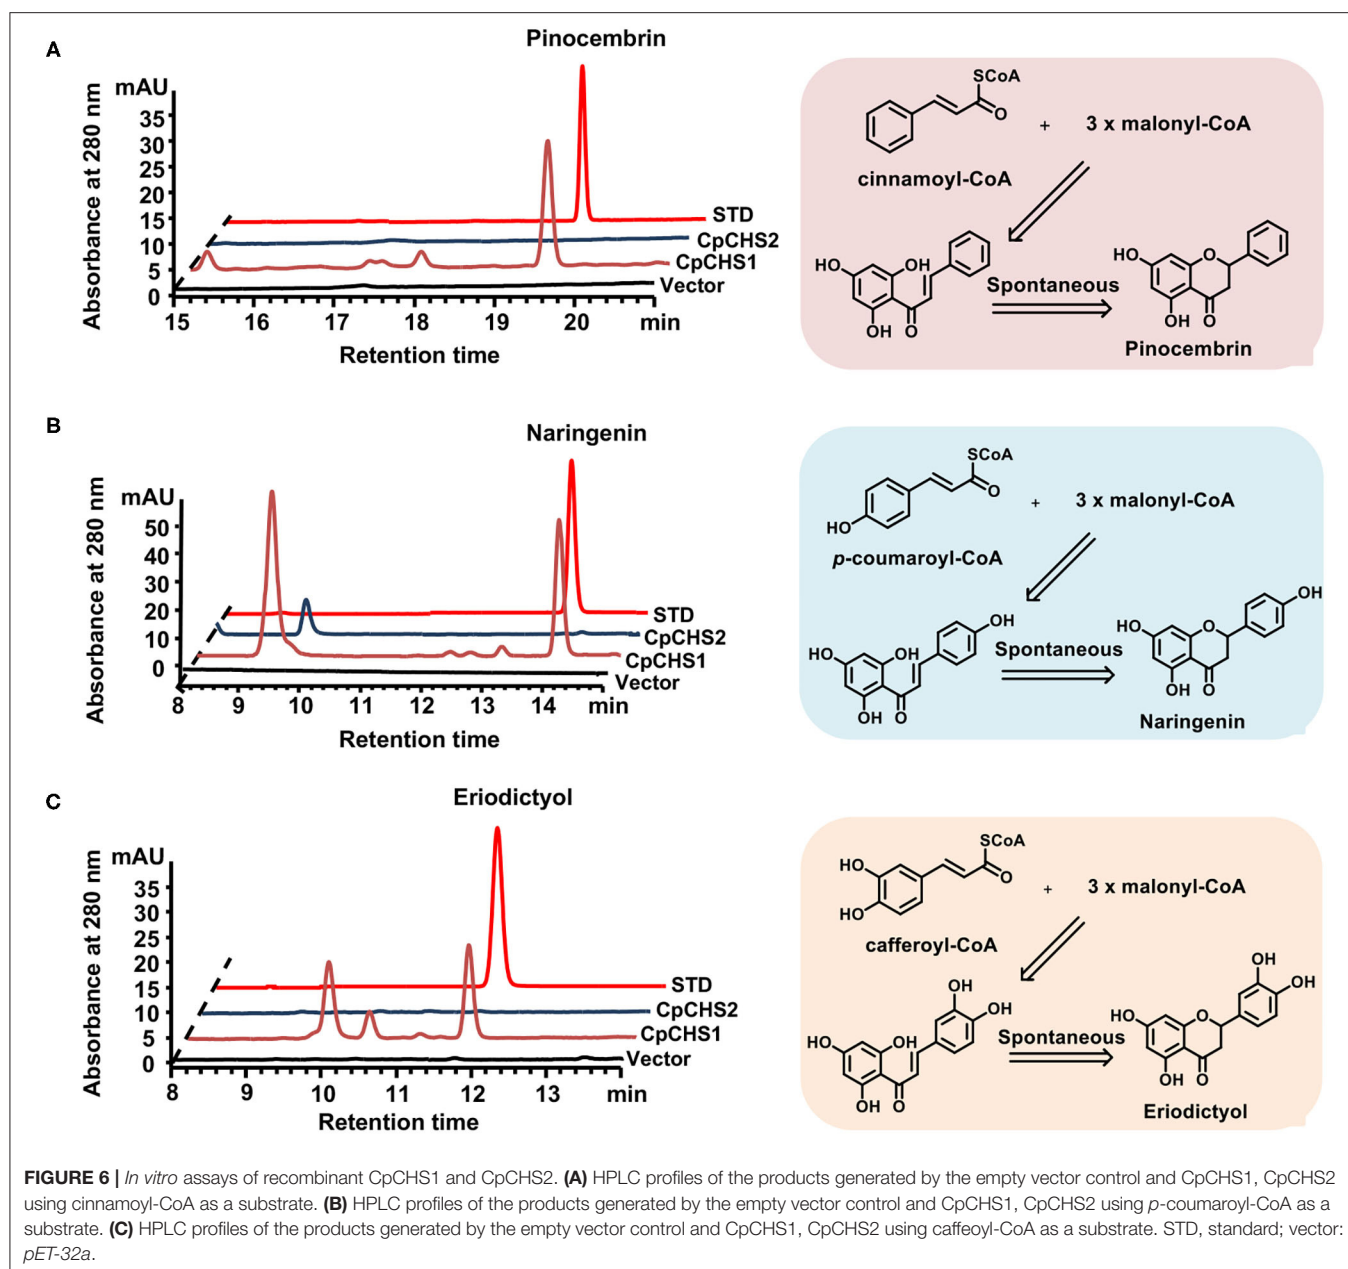 A
Pinocembrin
mAU
Absorbance at 280 nm
35
30
25
20
15
10
5
0
STD
CpCHS2
CpCHS1
Vector
15 16 17 18 19 20 min
Retention time
SCoA
O
+ 3 x malonyl-CoA
cinnamoyl-CoA
HO OH
OH O
Spontaneous
HO O
OH O
Pinocembrin
B
Naringenin
mAU
Absorbance at 280 nm
50
40
30
20
10
0
STD
CpCHS2
CpCHS1
Vector
8 9 10 11 12 13 14 min
Retention time
SCoA
O
HO
+ 3 x malonyl-CoA
p-coumaroyl-CoA
OH
HO OH
OH O
Spontaneous
OH
HO O
OH O
Naringenin
C
Eriodictyol
mAU
Absorbance at 280 nm
35
30
25
20
15
10
5
0
STD
CpCHS2
CpCHS1
Vector
8 9 10 11 12 13 min
Retention time
SCoA
HO
O
HO
+ 3 x malonyl-CoA
cafferoyl-CoA
OH
OH
HO OH
OH O
Spontaneous
OH
OH
HO O
OH O
Eriodictyol
FIGURE 6 | In vitro assays of recombinant CpCHS1 and CpCHS2. (A) HPLC profiles of the products generated by the empty vector control and CpCHS1, CpCHS2
using cinnamoyl-CoA as a substrate. (B) HPLC profiles of the products generated by the empty vector control and CpCHS1, CpCHS2 using p-coumaroyl-CoA as a
substrate. (C) HPLC profiles of the products generated by the empty vector control and CpCHS1, CpCHS2 using caffeoyl-CoA as a substrate. STD, standard; vector:
pET-32a.